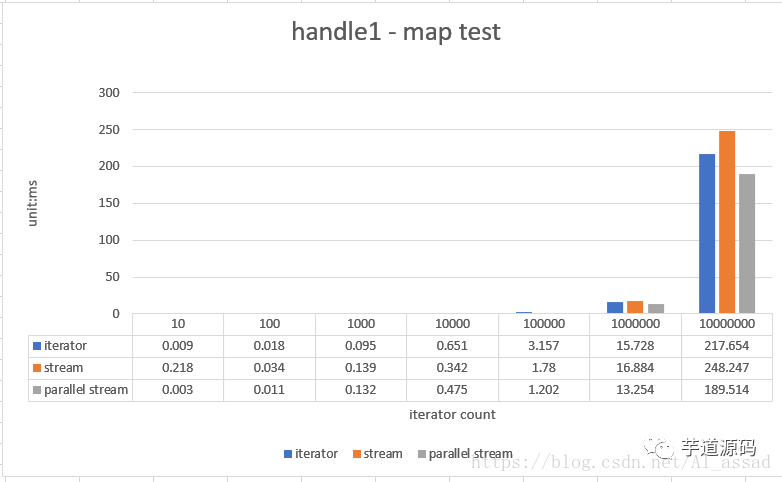 handle1 - map test
300
250
200
150
100
50
0
unit:ms
10 100 1000 10000 100000 1000000 10000000
iterator 0.009 0.018 0.095 0.651 3.157 15.728 217.654
stream 0.218 0.034 0.139 0.342 1.78 16.884 248.247
parallel stream 0.003 0.011 0.132 0.475 1.202 13.254 189.514
iterator count
iterator stream parallel stream
芋道源码
https://blog.csdn.net/Al_assad